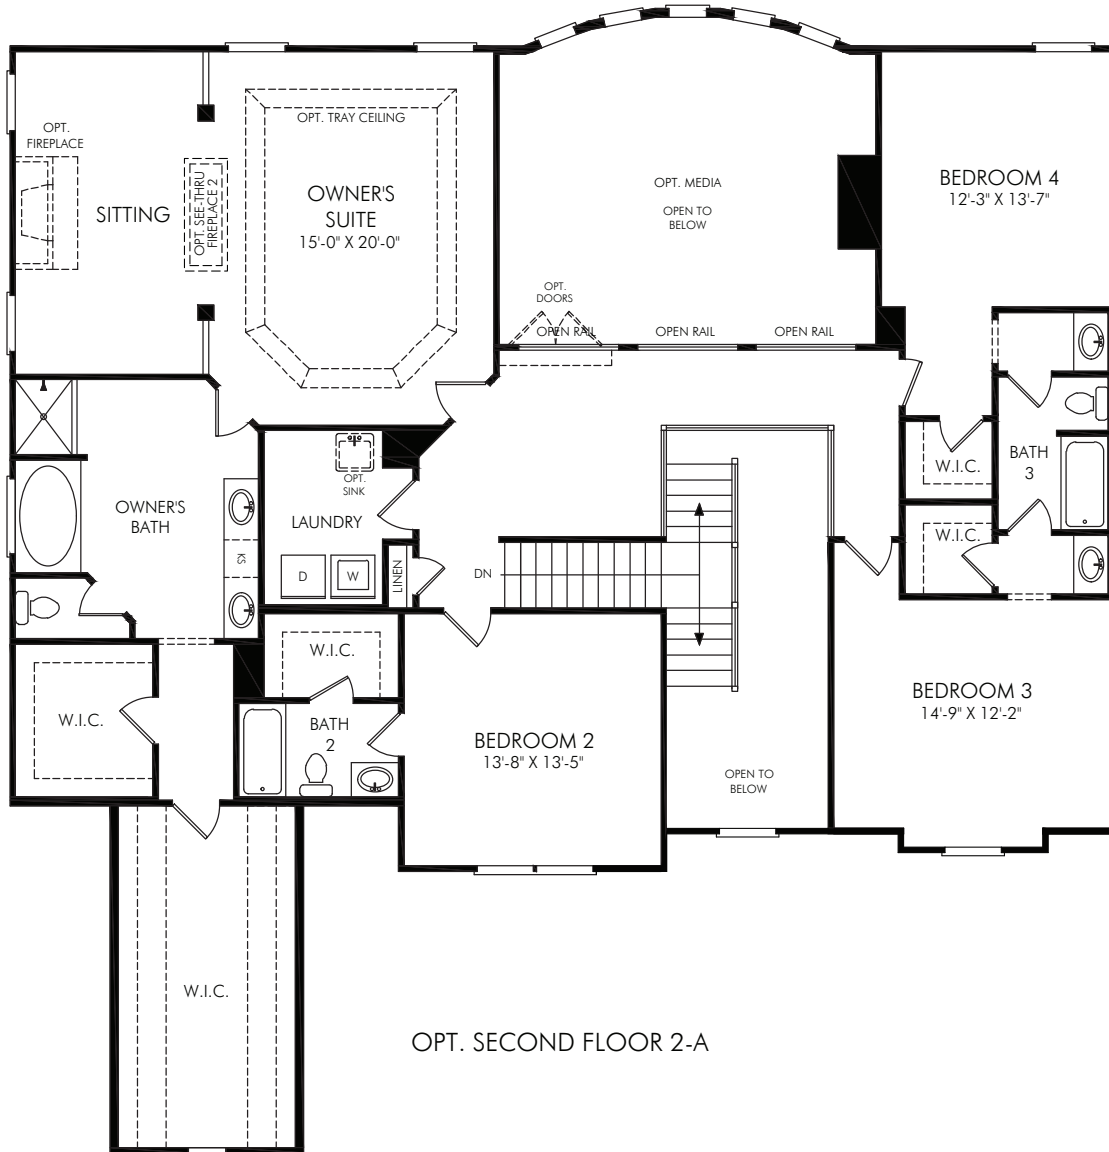 OPT. TRAY CEILING
OPT.
FIREPLACE
SITTING
OPT. SEE-THRU
FIREPLACE 2
OWNER'S
SUITE
15'-0" X 20'-0"
OPT. MEDIA
OPEN TO
BELOW
BEDROOM 4
12'-3" X 13'-7"
OPT.
DOORS
OPEN RAIL
OPEN RAIL
OPEN RAIL
W.I.C.
BATH
3
W.I.C.
OPT.
SINK
LAUNDRY
OWNER'S
BATH
KS
D
W
LINEN
DN
W.I.C.
W.I.C.
BATH
2
BEDROOM 2
13'-8" X 13'-5"
BEDROOM 3
14'-9" X 12'-2"
OPEN TO
BELOW
W.I.C.
OPT. SECOND FLOOR 2-A